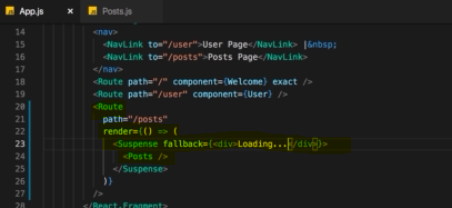 App.js
Posts.js
14 <nav>
15 <NavLink to="/user">User Page</NavLink> |&nbsp;
16 <NavLink to="/posts">Posts Page</NavLink>
17 </nav>
18 <Route path="/" component={Welcome} exact />
19 <Route path="/user" component={User} />
20 <Route
21 path="/posts"
22 render={() => (
23 <Suspense fallback={<div>Loading...</div>}>
24 <Posts />
25 </Suspense>
26 )}
27 />
28 </React.Fragment>